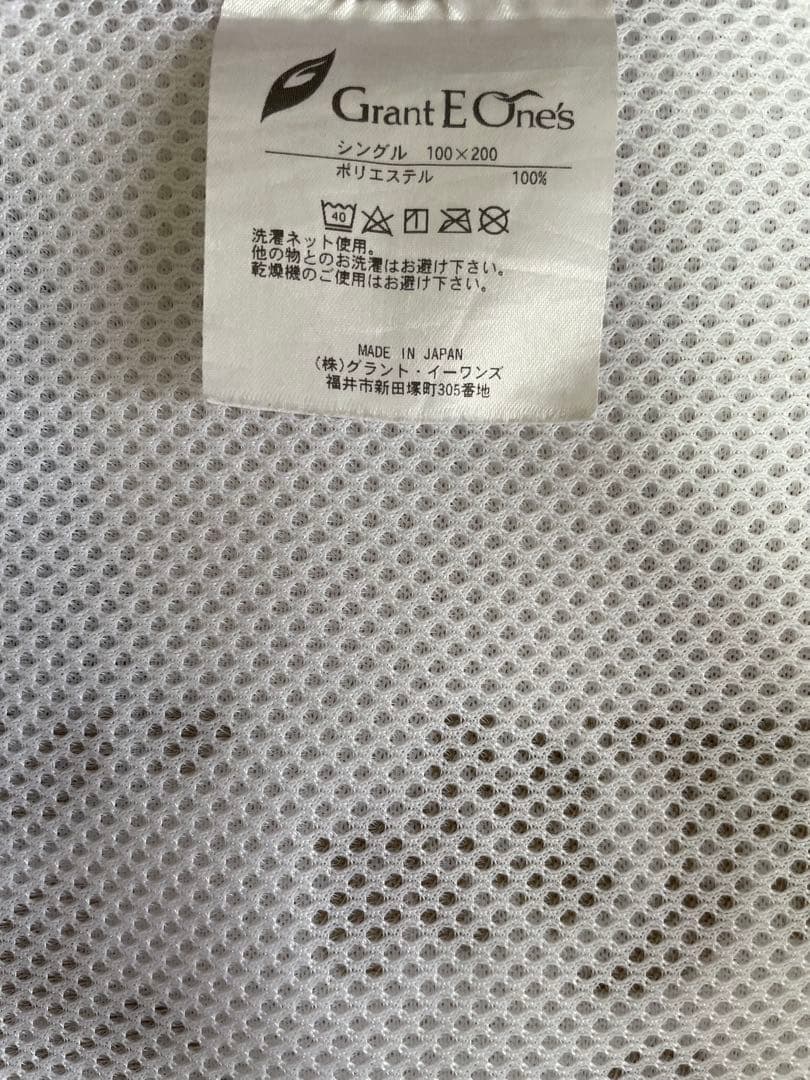 Grant E One's
シングル 100×200
ポリエステル 100%
40
洗濯ネット使用。
他の物とのお洗濯はお避け下さい。
乾燥機のご使用はお避け下さい。
MADE IN JAPAN
(株)グラント・イーワンズ
福井市新田塚町305番地